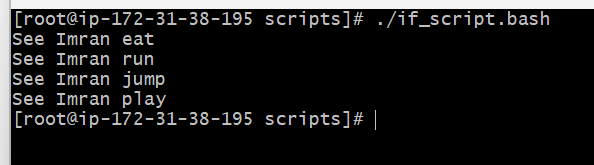 [root@ip-172-31-38-195 scripts]# ./if_script.bash
See Imran eat
See Imran run
See Imran jump
See Imran play
[root@ip-172-31-38-195 scripts]#